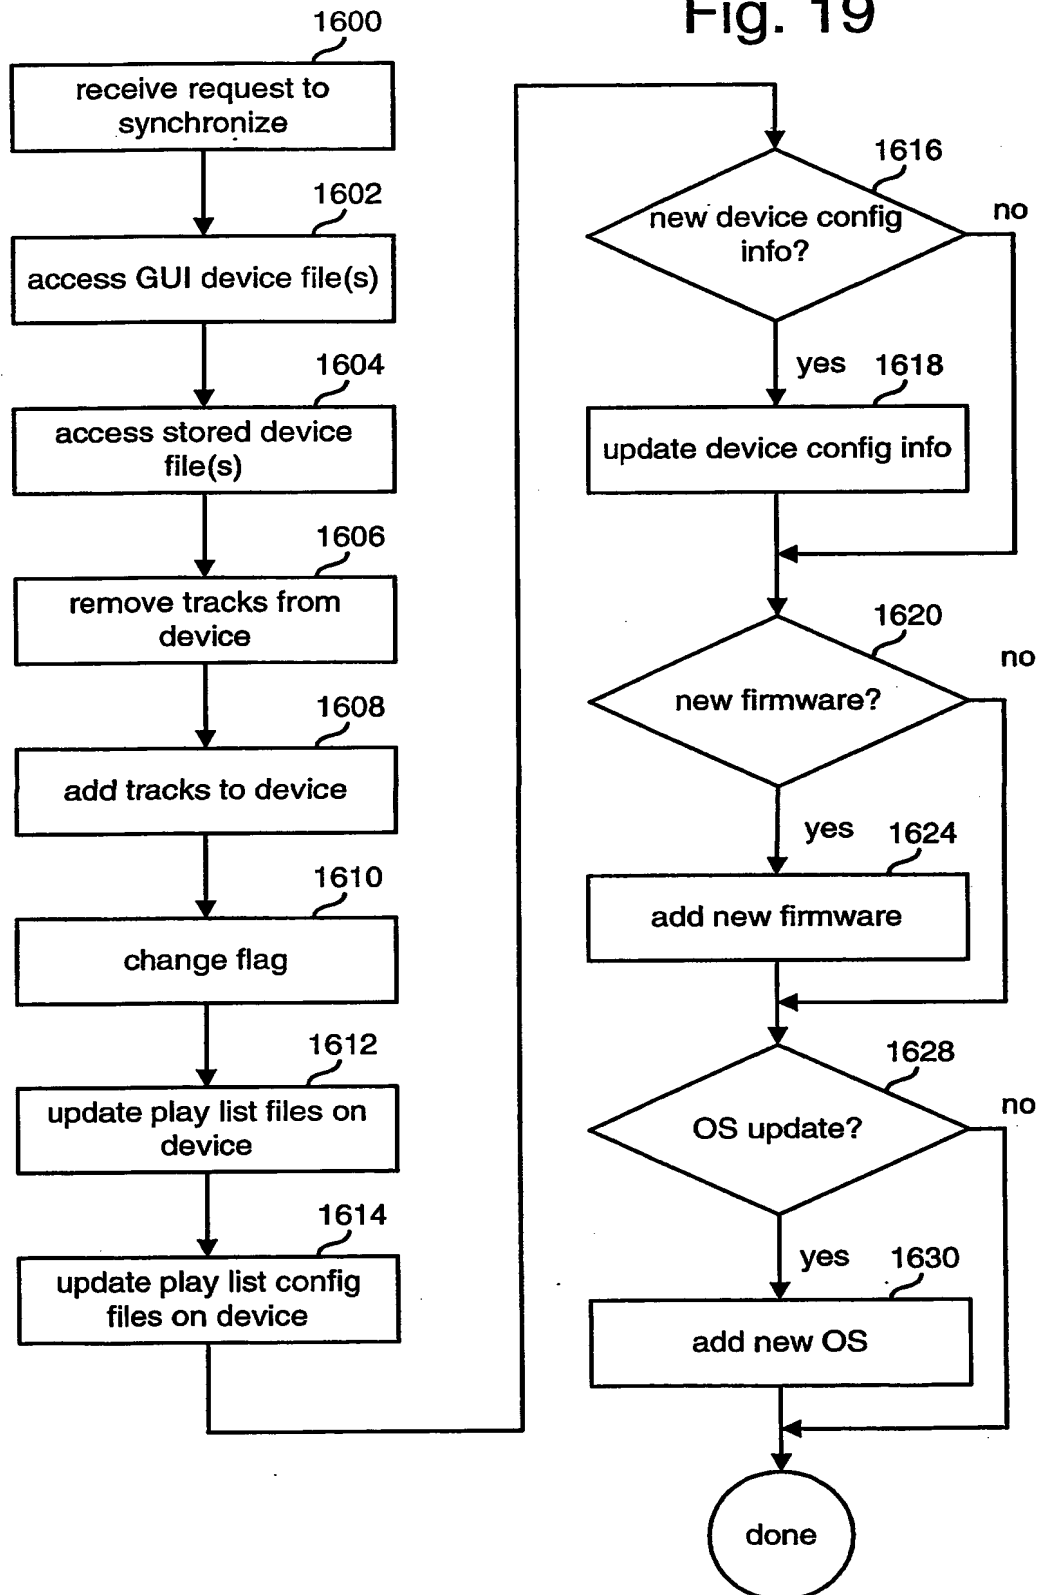 Fig. 19
1600
receive request to
synchronize
1602
access GUI device file(s)
1604
access stored device
file(s)
1606
remove tracks from
device
1608
add tracks to device
1610
change flag
1612
update play list files on
device
1614
update play list config
files on device
1616
new device config
info?
no
yes
1618
update device config info
1620
new firmware?
no
yes
1624
add new firmware
1628
OS update?
no
yes
1630
add new OS
done